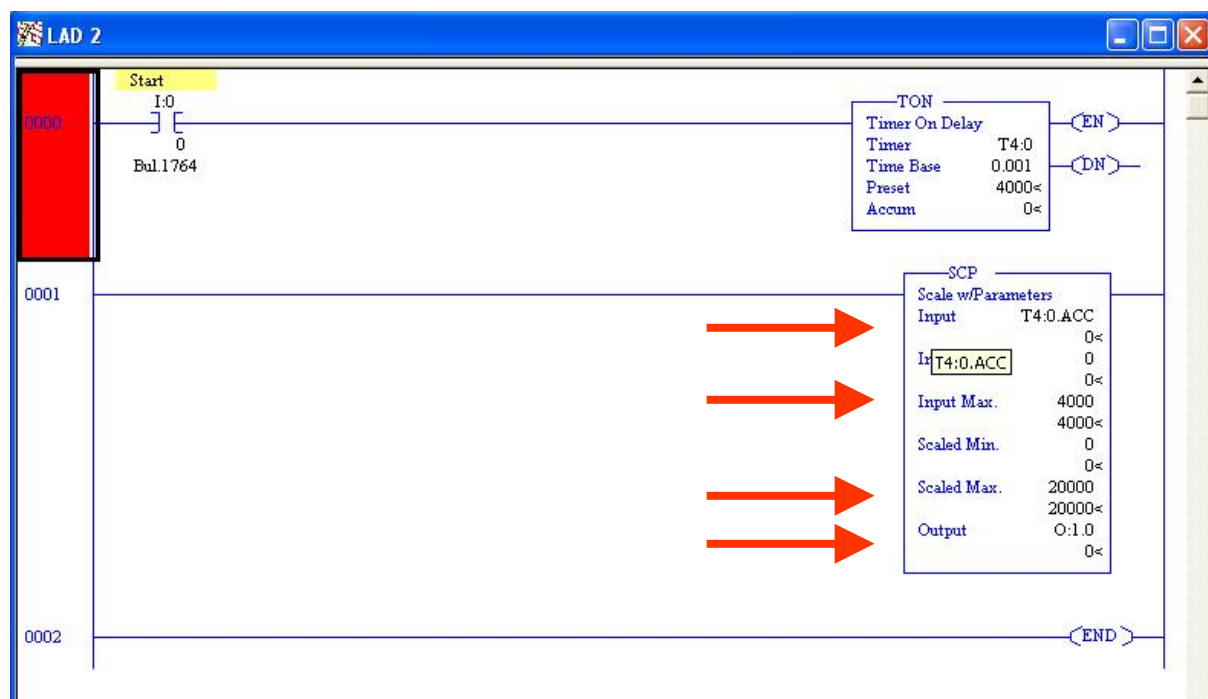 LAD 2
Start
I:0
0000
0
Bul.1764
TON
Timer On Delay
Timer T4:0
Time Base 0.001
Preset 4000<
Accum 0<
EN
DN
0001
SCP
Scale w/Parameters
Input T4:0.ACC
0<
T4:0.ACC 0
0<
Input Max. 4000
4000<
Scaled Min. 0
0<
Scaled Max. 20000
20000<
Output O:1.0
0<
0002
END